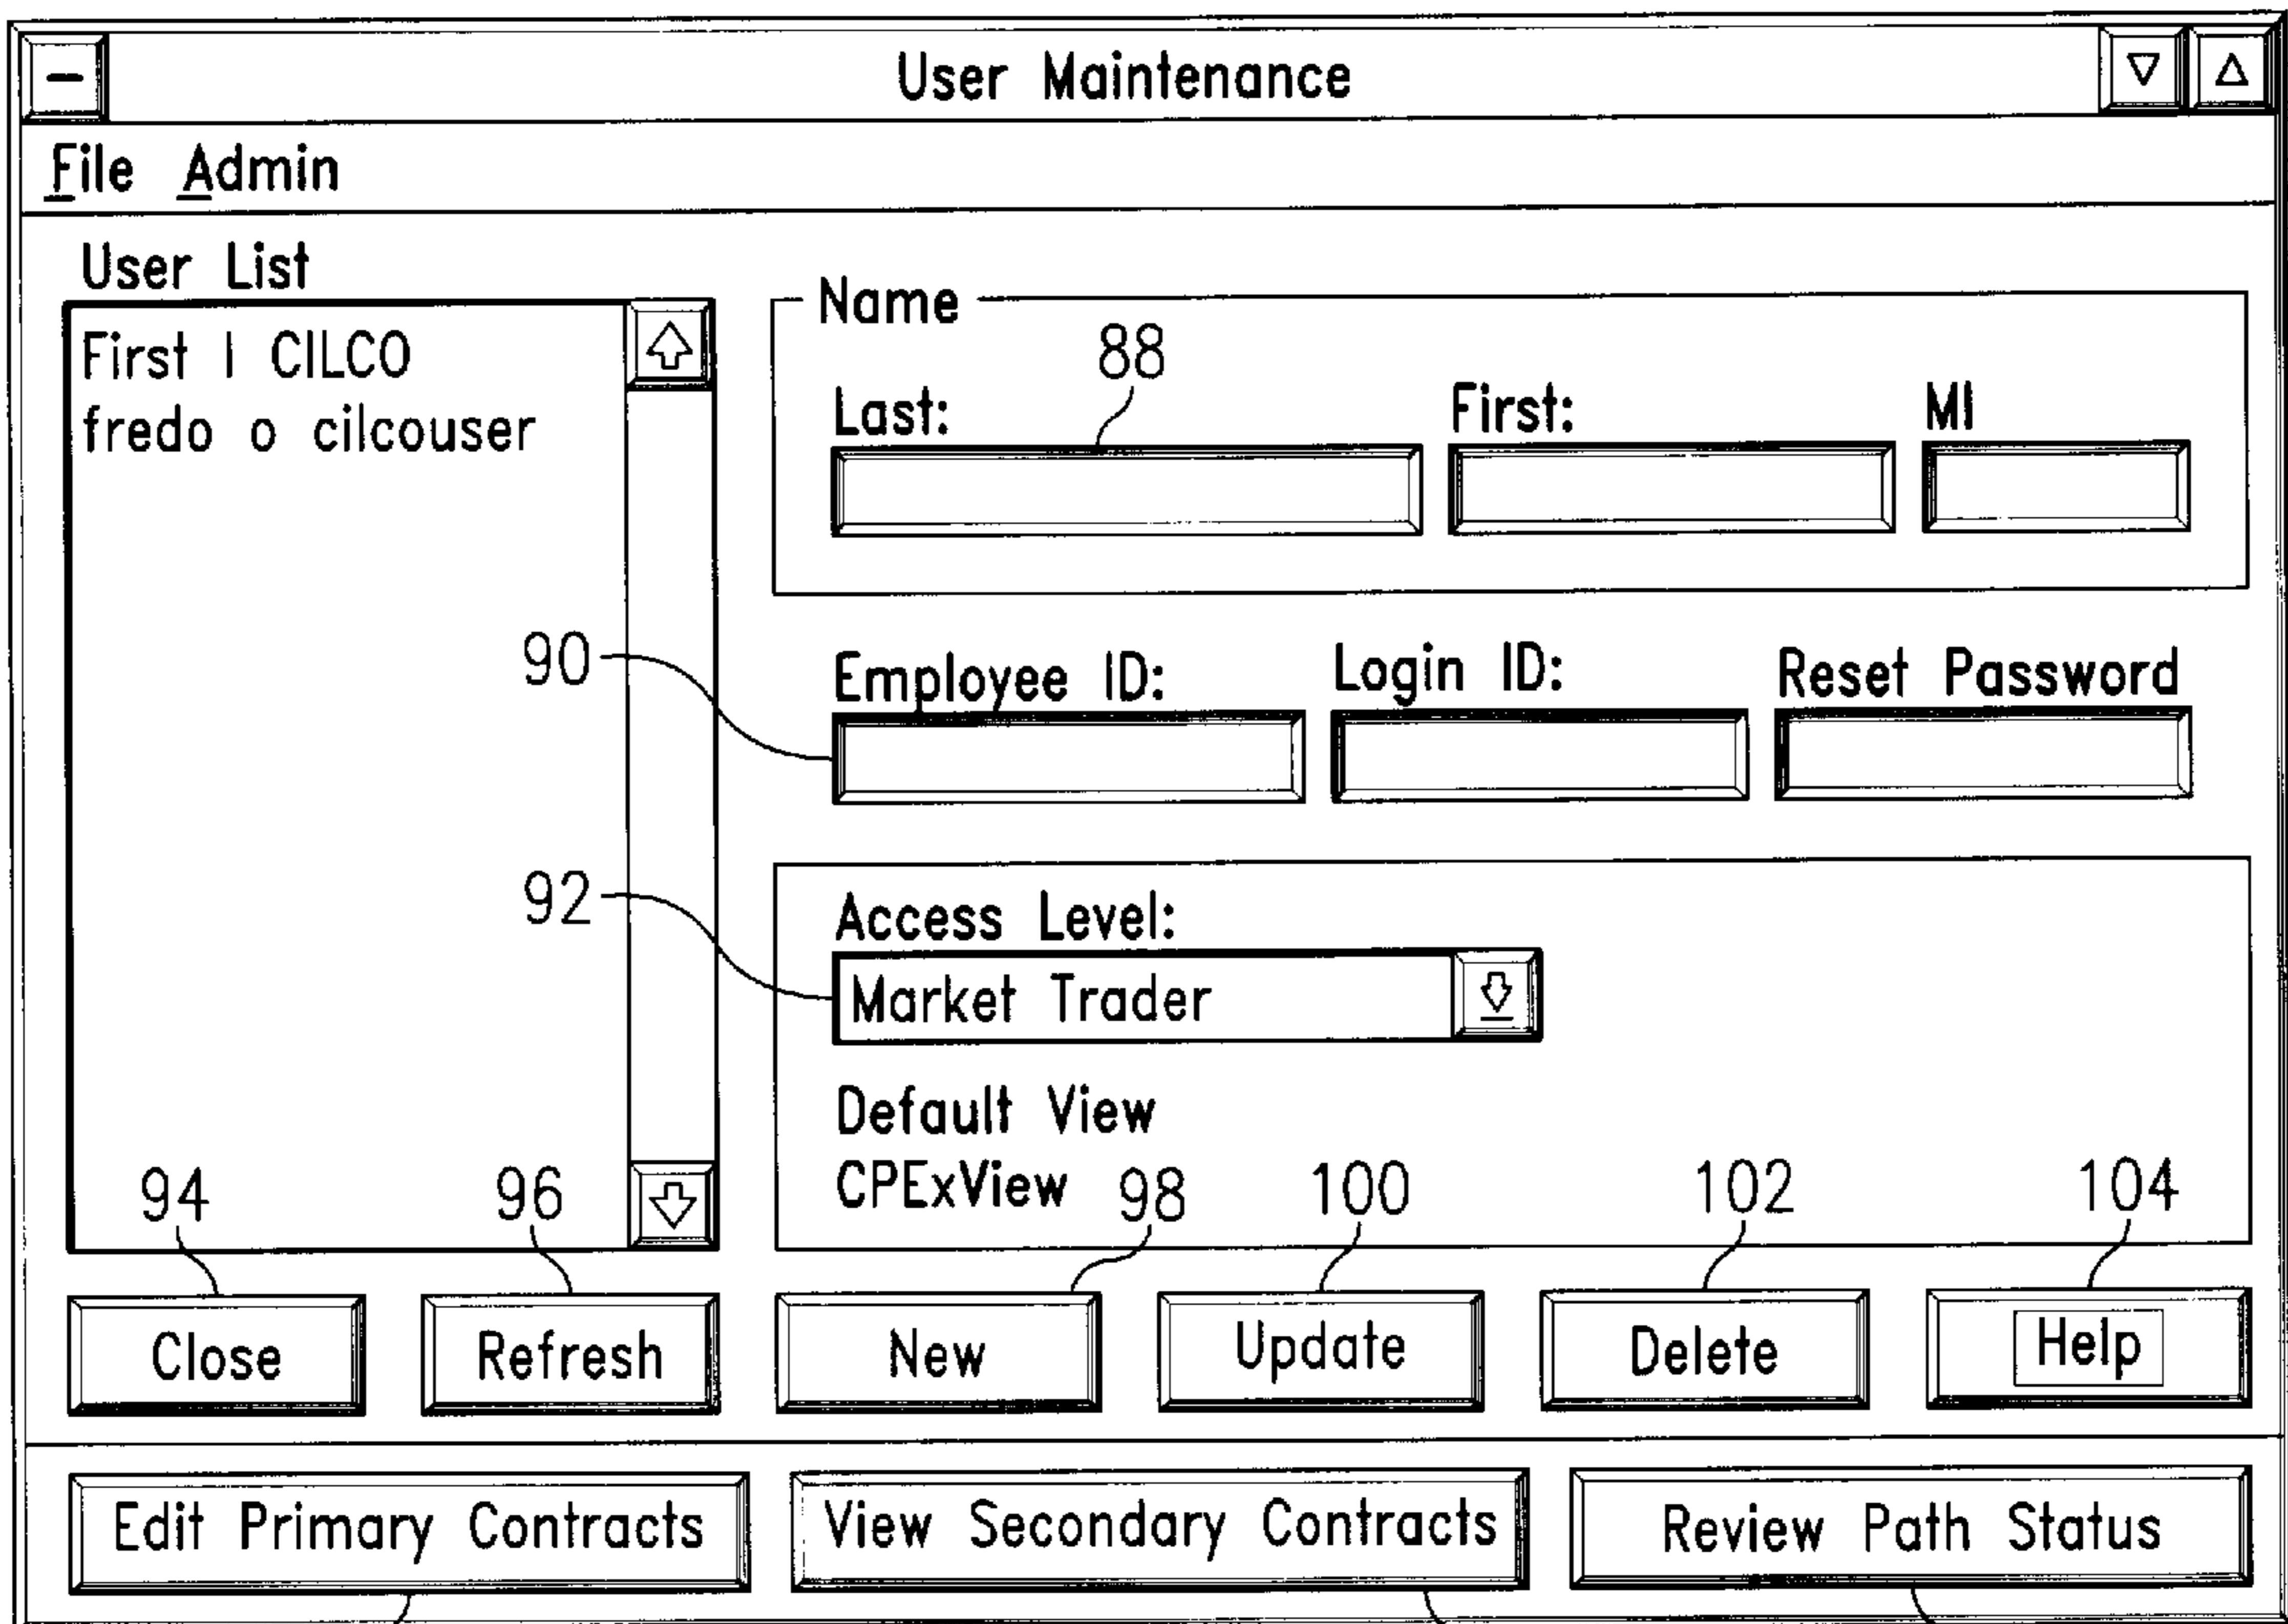 User Maintenance
File Admin
User List
First I CILCO
fredo o cilcouser
Name
88
Last: First: MI
90
Employee ID: Login ID: Reset Password
92
Access Level:
Market Trader
Default View
CPExView
94 96 98 100 102 104
Close Refresh New Update Delete Help
Edit Primary Contracts View Secondary Contracts Review Path Status